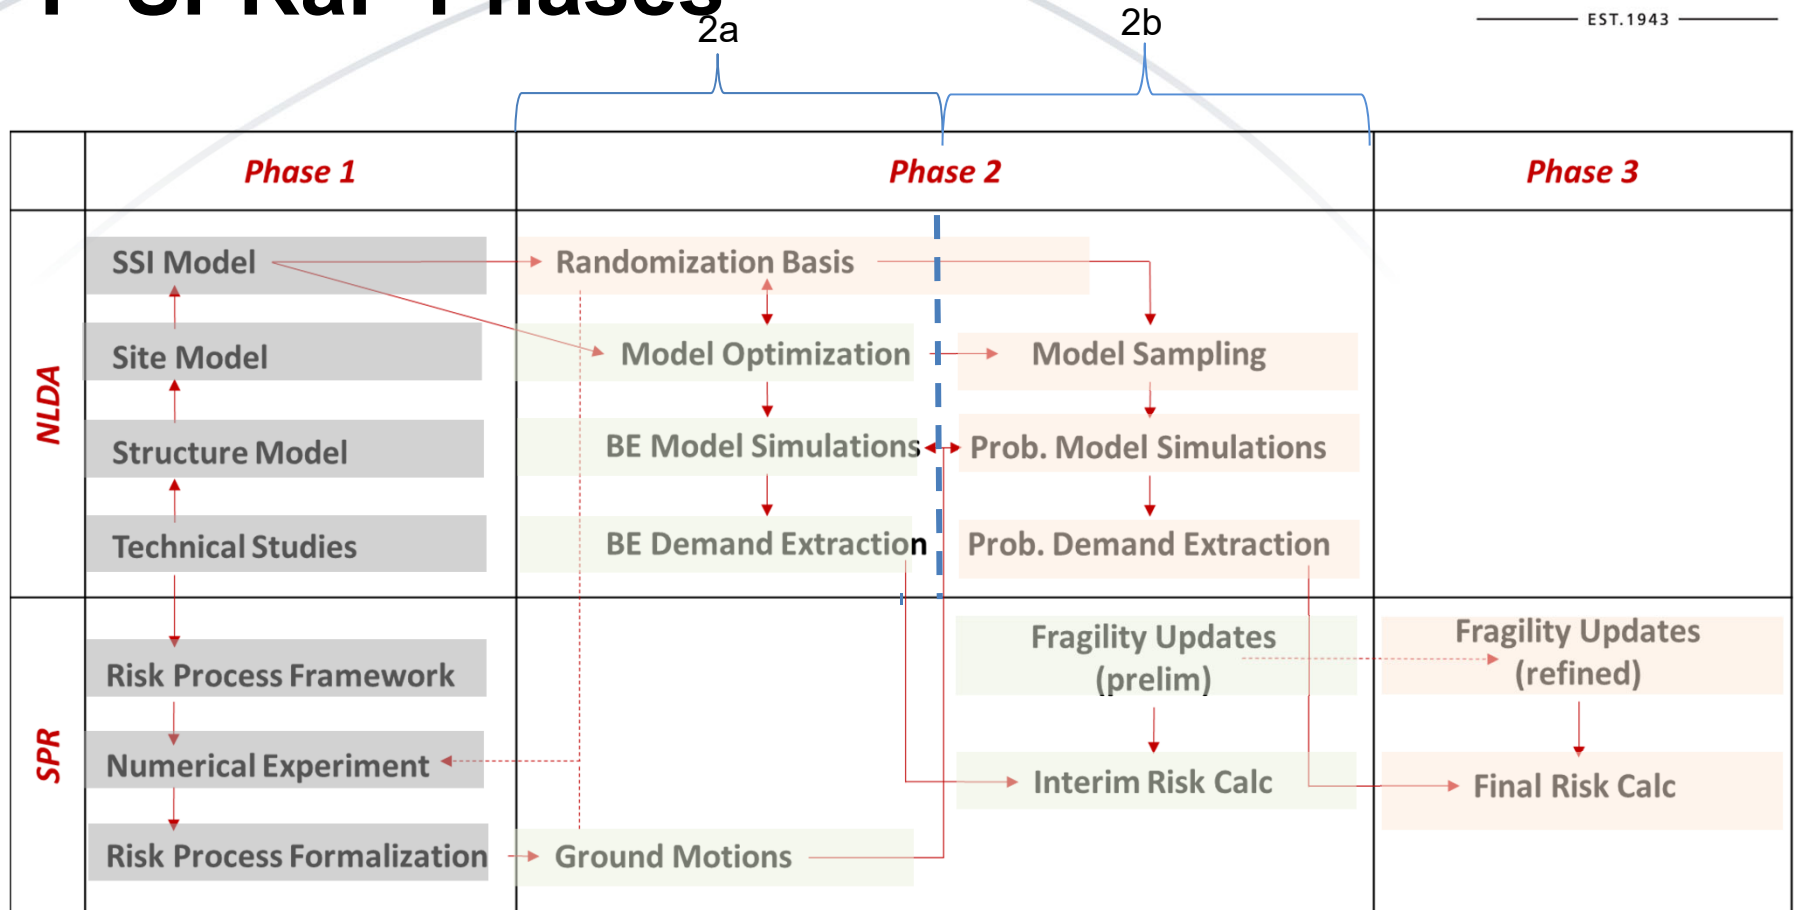 Phases
2a
2b
EST.1943
Phase 1
Phase 2
Phase 3
NLDA
SSI Model
Randomization Basis
Site Model
Model Optimization
Model Sampling
Structure Model
BE Model Simulations
Prob. Model Simulations
Technical Studies
BE Demand Extraction
Prob. Demand Extraction
SPR
Risk Process Framework
Fragility Updates
(prelim)
Fragility Updates
(refined)
Numerical Experiment
Interim Risk Calc
Final Risk Calc
Risk Process Formalization
Ground Motions